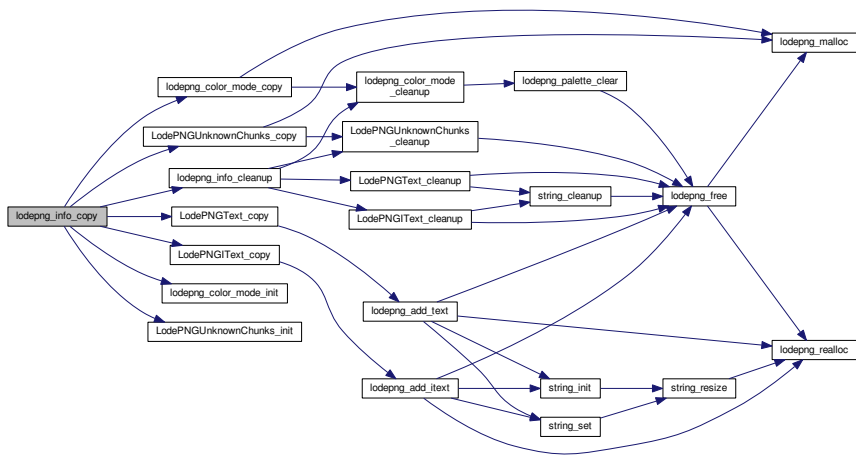 lodepng_info_copy
lodepng_color_mode_copy
LodePNGUnknownChunks_copy
lodepng_info_cleanup
LodePNGText_copy
LodePNGIText_copy
lodepng_color_mode_init
LodePNGUnknownChunks_init
lodepng_color_mode
_cleanup
LodePNGUnknownChunks
_cleanup
LodePNGText_cleanup
LodePNGIText_cleanup
lodepng_add_text
lodepng_add_itext
lodepng_palette_clear
string_cleanup
string_init
string_set
lodepng_free
string_resize
lodepng_malloc
lodepng_realloc